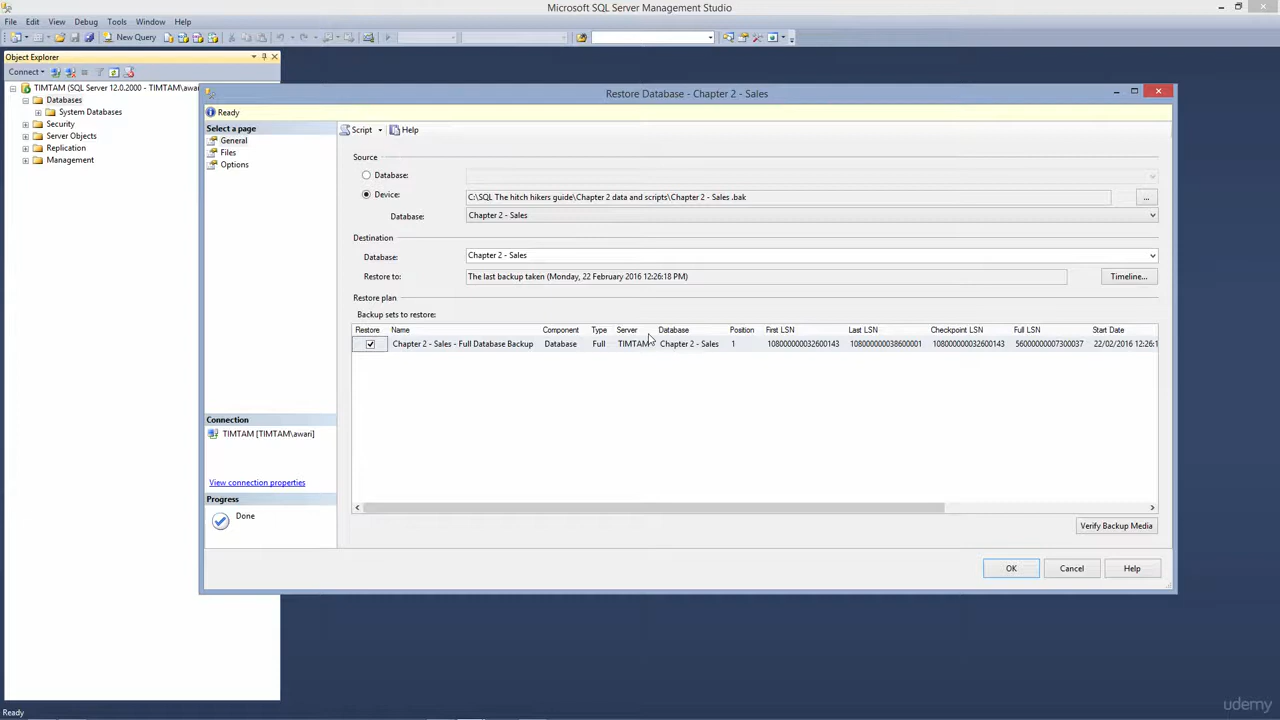 Microsoft SQL Server Management Studio
File Edit View Debug Tools Window Help
New Query
Object Explorer
Connect
TIMTAM (SQL Server 12.0.2000 - TIMTAM\awa
Databases
System Databases
Security
Server Objects
Replication
Management
Restore Database - Chapter 2 - Sales
Ready
Select a page
General
Files
Options
Script Help
Source
Database:
Device: C:\SQL The hitch hikers guide\Chapter 2 data and scripts\Chapter 2 - Sales .bak ...
Database: Chapter 2 - Sales
Destination
Database: Chapter 2 - Sales
Restore to: The last backup taken (Monday, 22 February 2016 12:26:18 PM) Timeline...
Restore plan
Backup sets to restore:
Restore Name Component Type Server Database Position First LSN Last LSN Checkpoint LSN Full LSN Start Date
Chapter 2 - Sales - Full Database Backup Database Full TIMTAM Chapter 2 - Sales 1 10800000032600143 10800000038600001 10800000032600143 56000000007300037 22/02/2016 12:26:1
Connection
TIMTAM [TIMTAM\awari]
View connection properties
Progress
Done
Verify Backup Media
OK Cancel Help
Ready
udemy